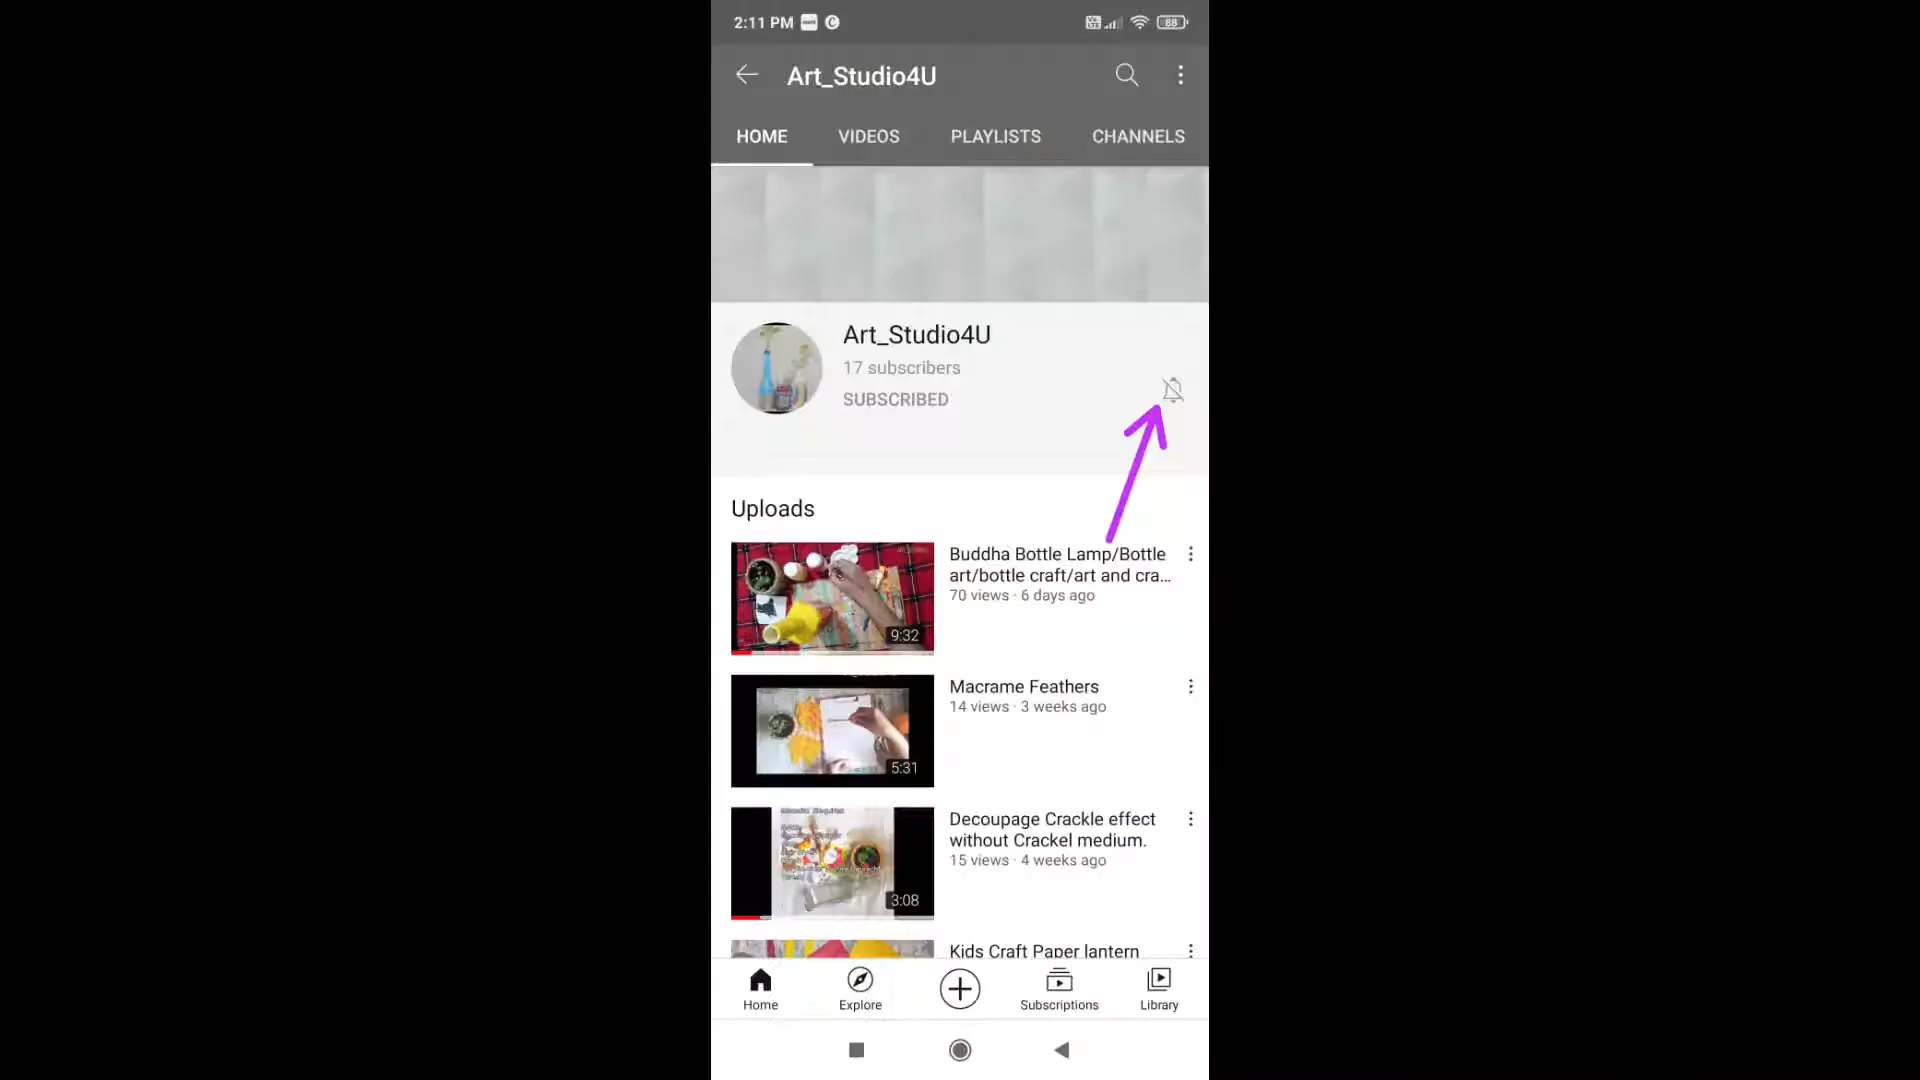 2:11 PM
88
Art_Studio4U
HOME VIDEOS PLAYLISTS CHANNELS
Art_Studio4U
17 subscribers
SUBSCRIBED
Uploads
Buddha Bottle Lamp/Bottle
art/bottle craft/art and cra...
70 views · 6 days ago
9:32
Macrame Feathers
14 views · 3 weeks ago
5:31
Decoupage Crackle effect
without Crackel medium.
15 views · 4 weeks ago
3:08
Kids Craft Paper lantern
Home Explore Subscriptions Library